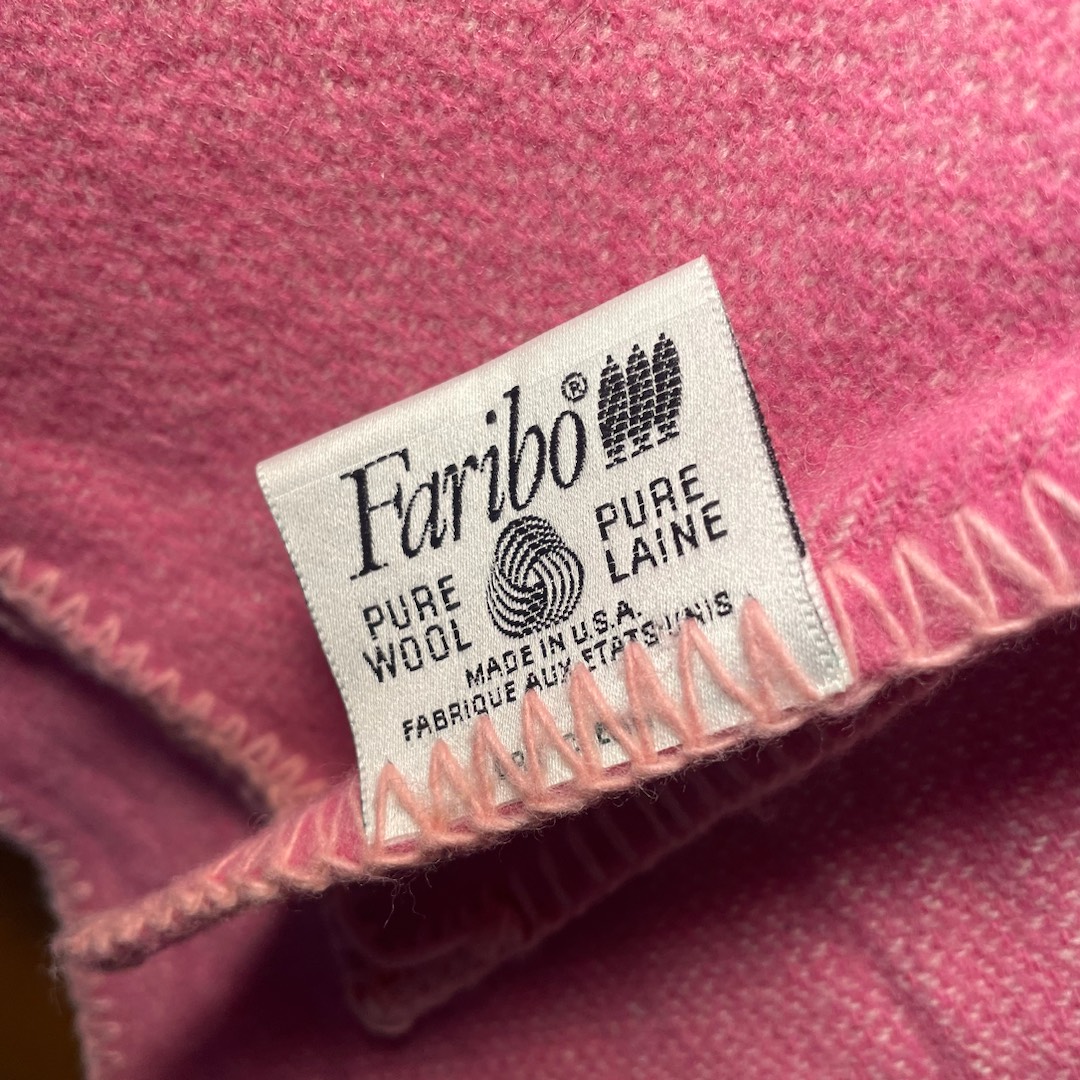 Faribo®
PURE WOOL
PURE LAINE
MADE IN U.S.A.
FABRIQUE AUX ETATS UNIS